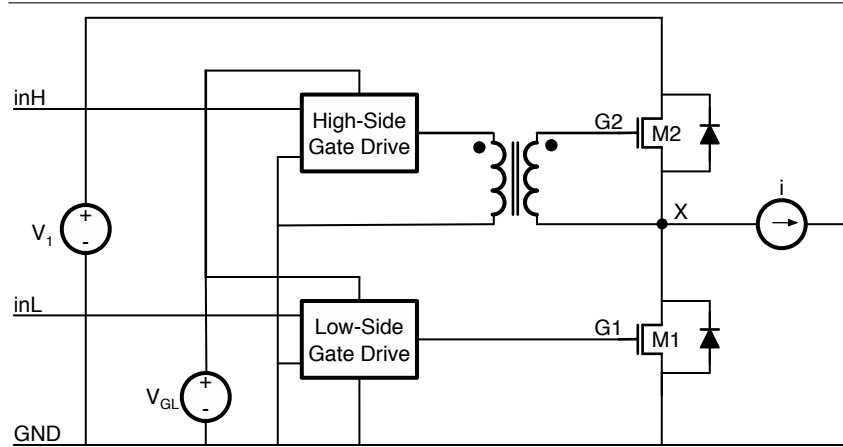 inH
High-Side
Gate Drive
G2
M2
i
+
V1
-
X
inL
Low-Side
Gate Drive
G1
M1
+
VGL
-
GND